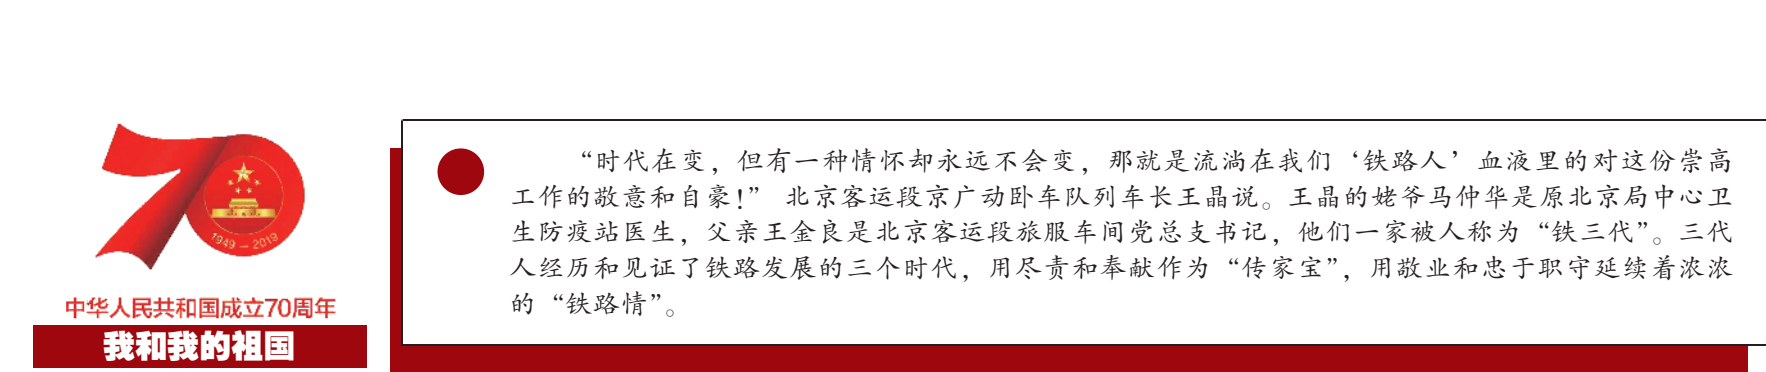 1949－2019
中华人民共和国成立70周年
我和我的祖国
“时代在变，但有一种情怀却永远不会变，那就是流淌在我们‘铁路人’血液里的对这份崇高
工作的敬意和自豪！” 北京客运段京广动卧车队列车长王晶说。王晶的姥爷马仲华是原北京局中心卫
生防疫站医生，父亲王金良是北京客运段旅服车间党总支书记，他们一家被人称为“铁三代”。三代
人经历和见证了铁路发展的三个时代，用尽责和奉献作为“传家宝”，用敬业和忠于职守延续着浓浓
的“铁路情”。